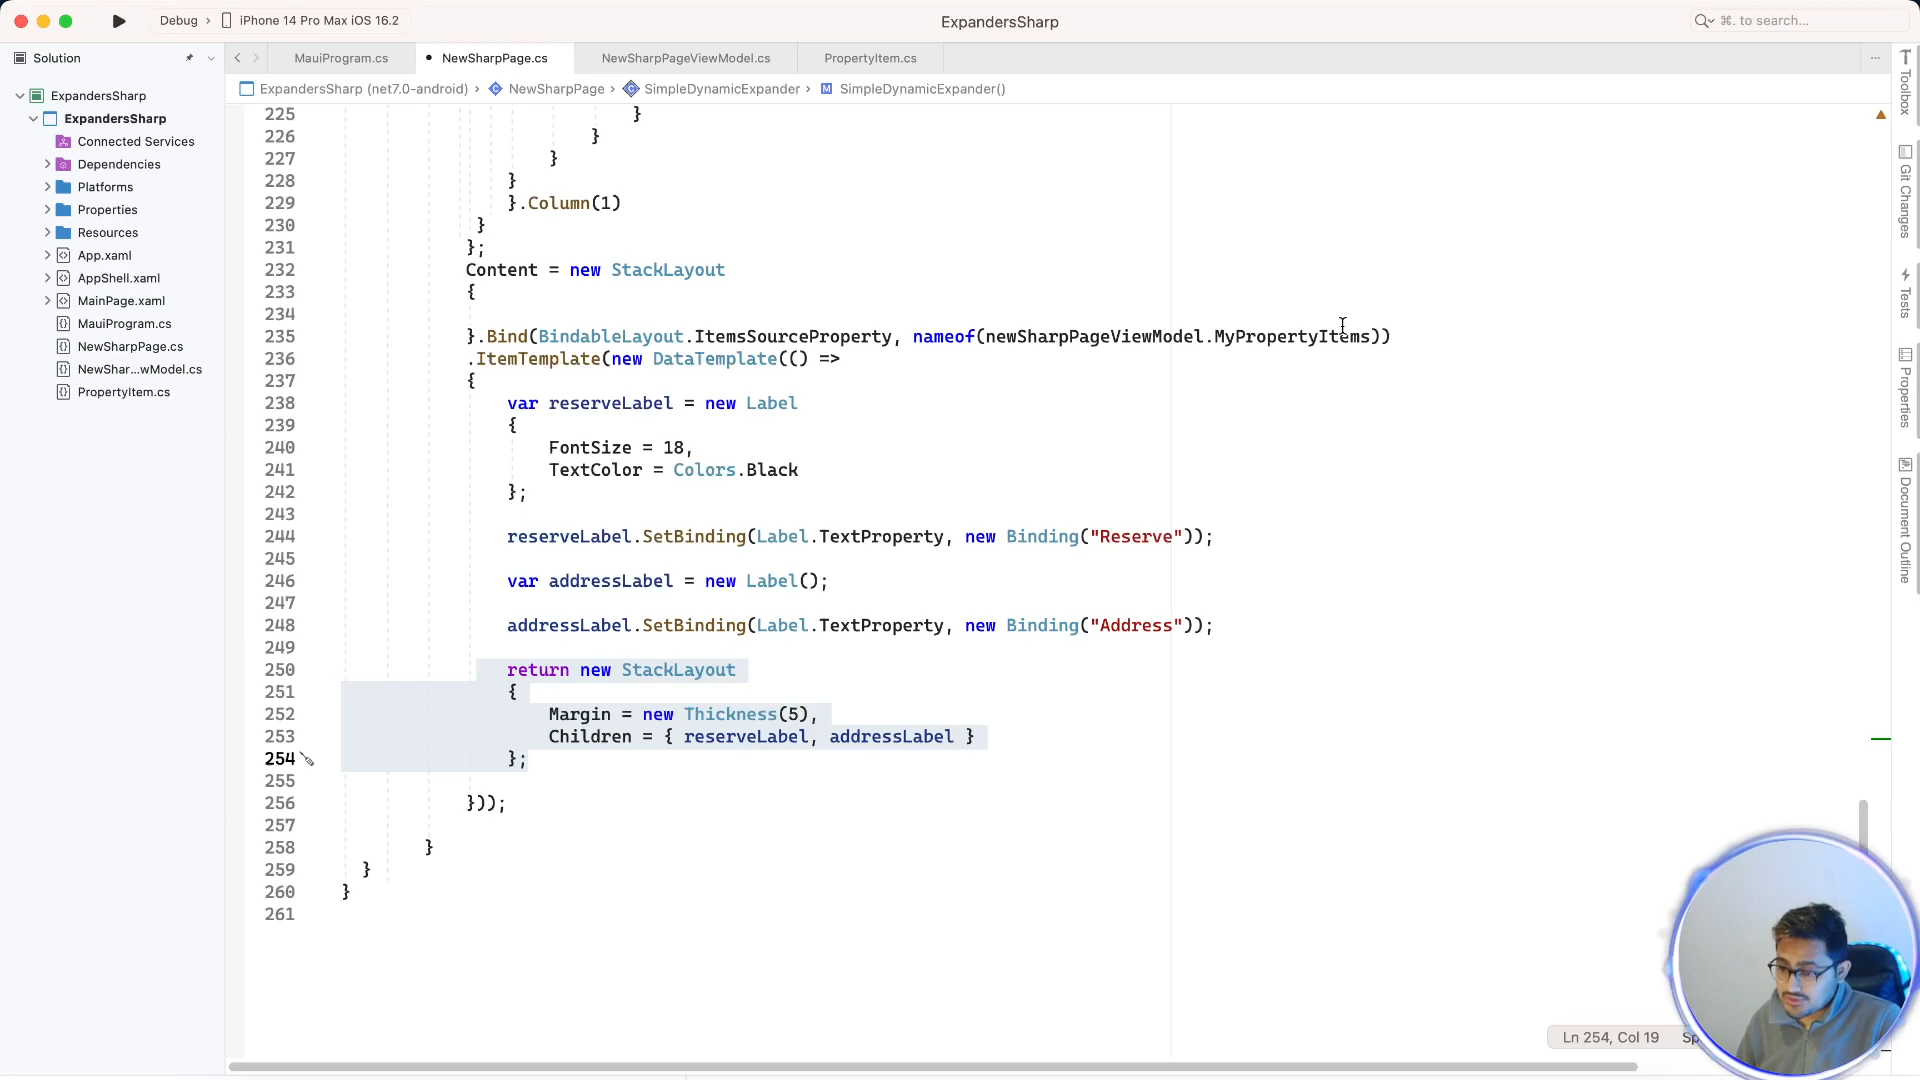 Debug › iPhone 14 Pro Max iOS 16.2
ExpandersSharp
⌘. to search...
Solution
MauiProgram.cs
NewSharpPage.cs
NewSharpPageViewModel.cs
PropertyItem.cs
ExpandersSharp (net7.0-android) › NewSharpPage › SimpleDynamicExpander › SimpleDynamicExpander()
ExpandersSharp
ExpandersSharp
Connected Services
Dependencies
Platforms
Properties
Resources
App.xaml
AppShell.xaml
MainPage.xaml
MauiProgram.cs
NewSharpPage.cs
NewShar...wModel.cs
PropertyItem.cs
225 }
226 }
227 }
228 }
229 }.Column(1)
230 }
231 };
232 Content = new StackLayout
233 {
234
235 }.Bind(BindableLayout.ItemsSourceProperty, nameof(newSharpPageViewModel.MyPropertyItems))
236 .ItemTemplate(new DataTemplate(() =>
237 {
238 var reserveLabel = new Label
239 {
240 FontSize = 18,
241 TextColor = Colors.Black
242 };
243
244 reserveLabel.SetBinding(Label.TextProperty, new Binding("Reserve"));
245
246 var addressLabel = new Label();
247
248 addressLabel.SetBinding(Label.TextProperty, new Binding("Address"));
249
250 return new StackLayout
251 {
252 Margin = new Thickness(5),
253 Children = { reserveLabel, addressLabel }
254 };
255
256 }));
257
258 }
259 }
260 }
261
Toolbox
Git Changes
Tests
Properties
Document Outline
Ln 254, Col 19